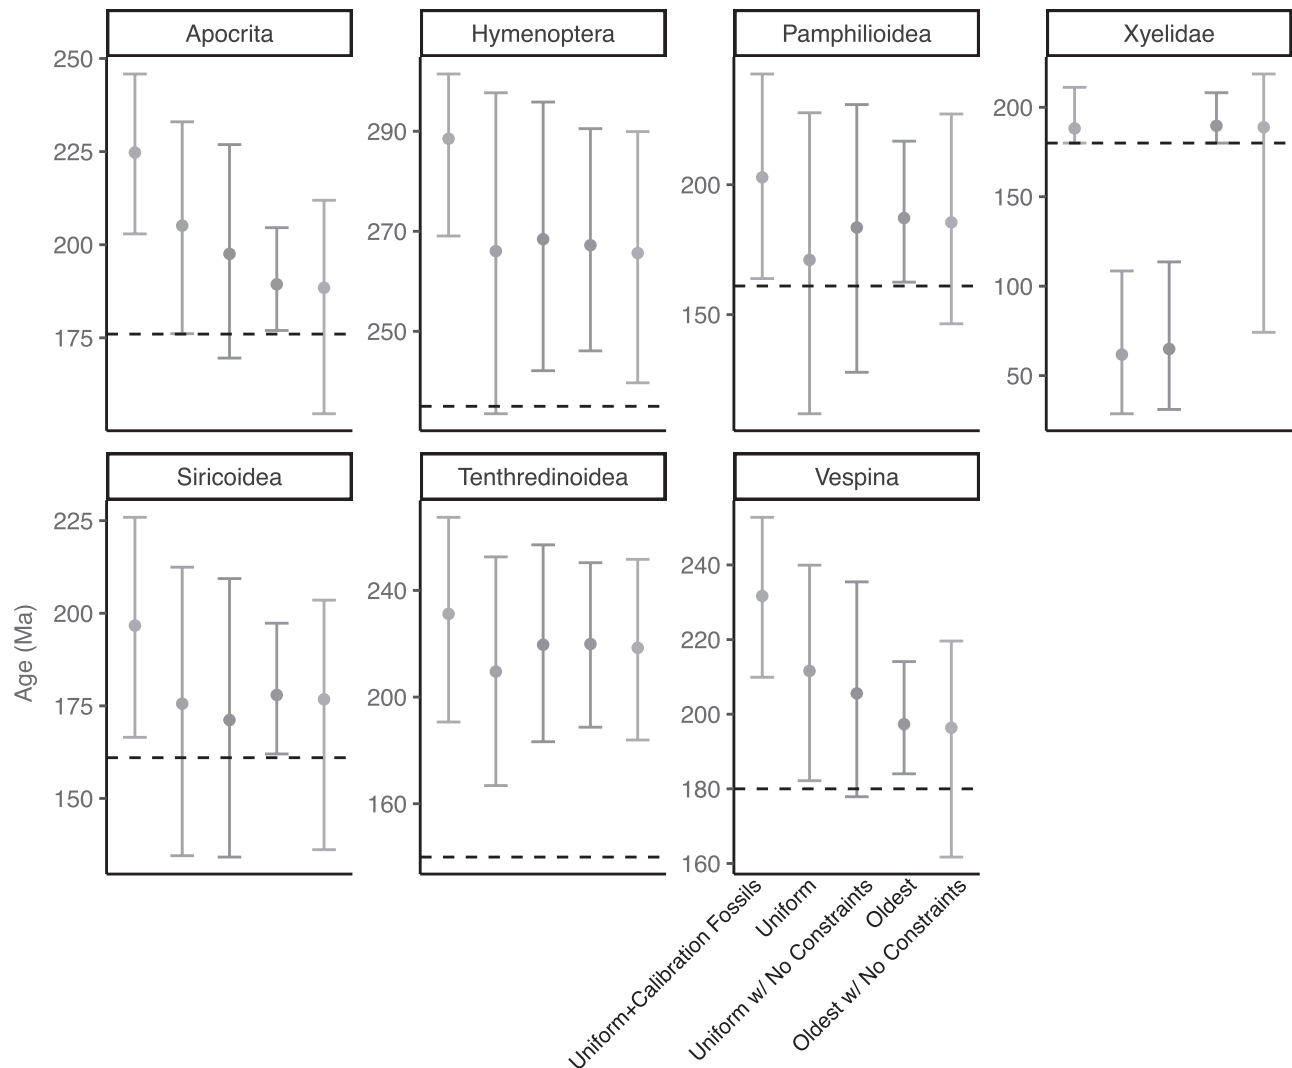 Apocrita
Hymenoptera
Pamphilioidea
Xyelidae
250
225
200
175
290
270
250
200
150
200
150
100
50
Siricoidea
Tenthredinoidea
Vespina
Age (Ma)
225
200
175
150
240
200
160
240
220
200
180
160
Uniform+Calibration Fossils
Uniform
Uniform w/ No Constraints
Oldest
Oldest w/ No Constraints